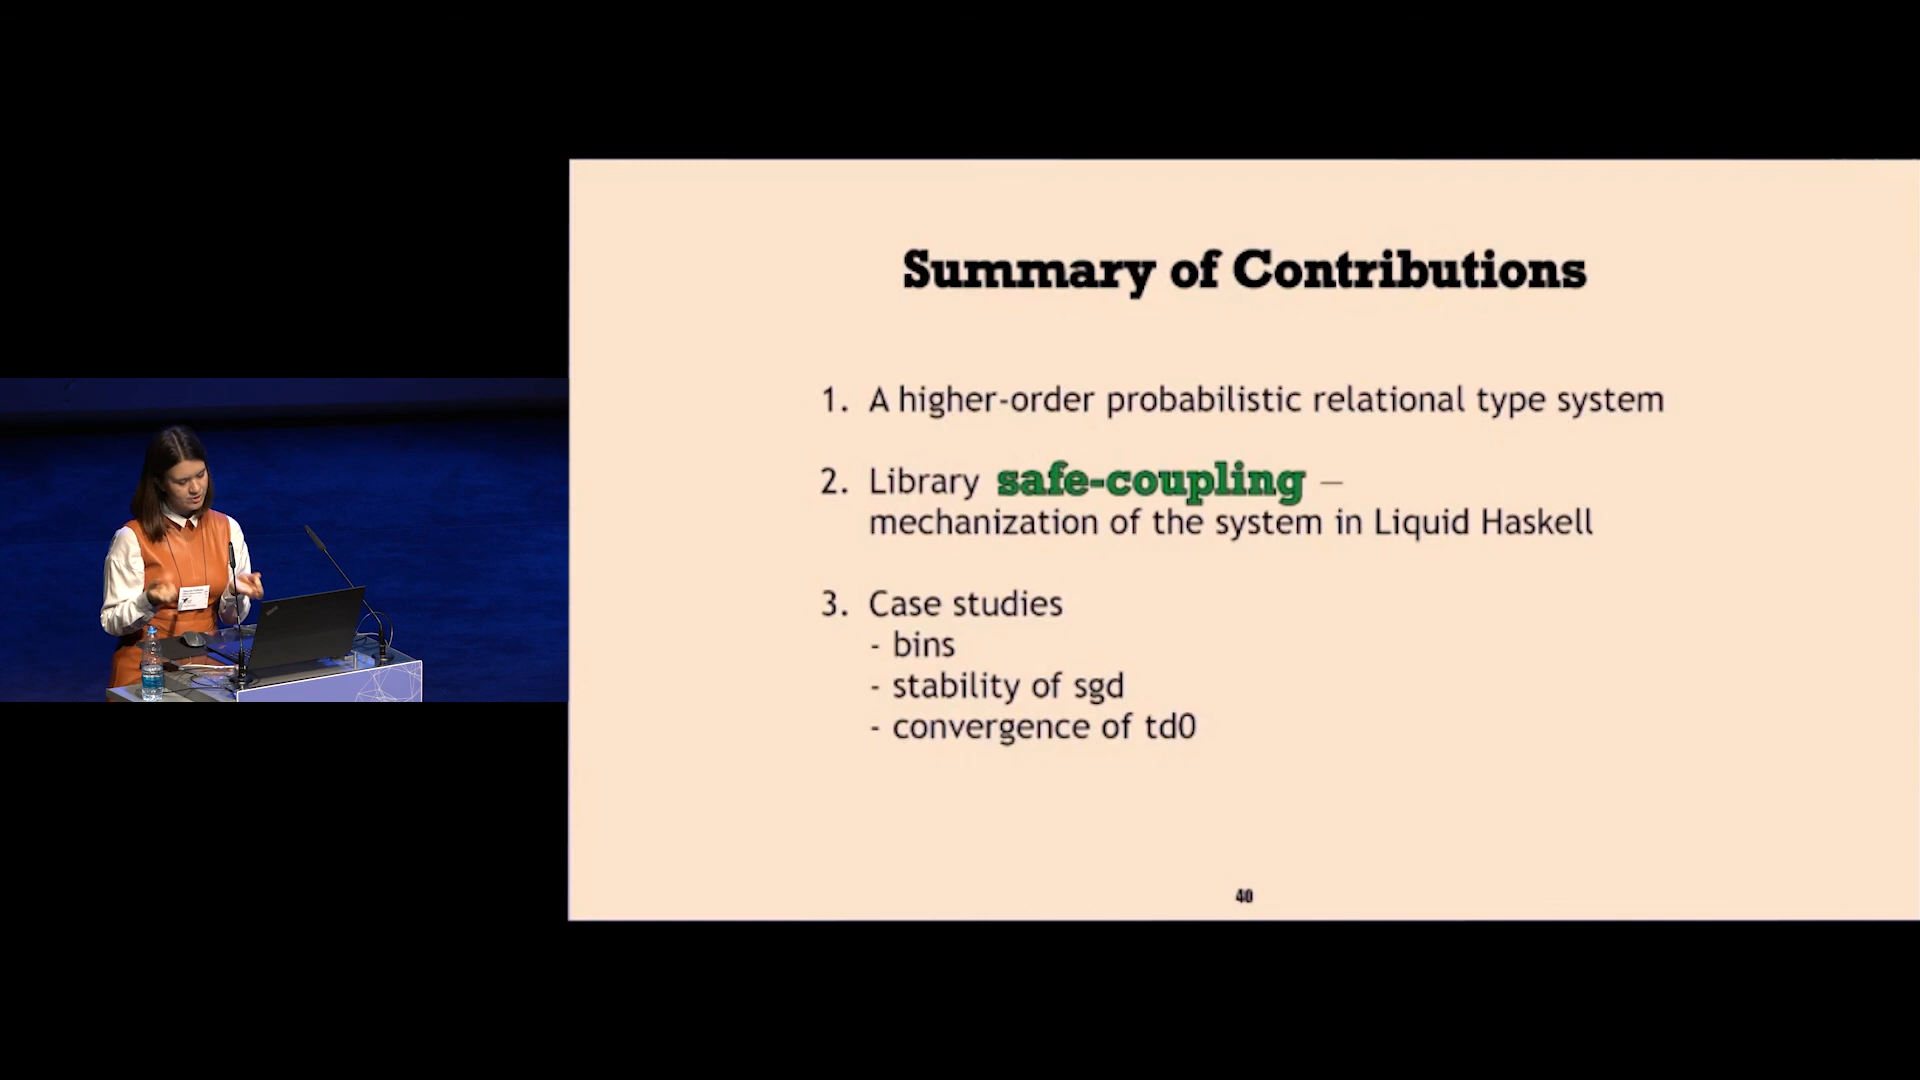 Summary of Contributions
1. A higher-order probabilistic relational type system
2. Library safe-coupling —
mechanization of the system in Liquid Haskell
3. Case studies
- bins
- stability of sgd
- convergence of td0
40